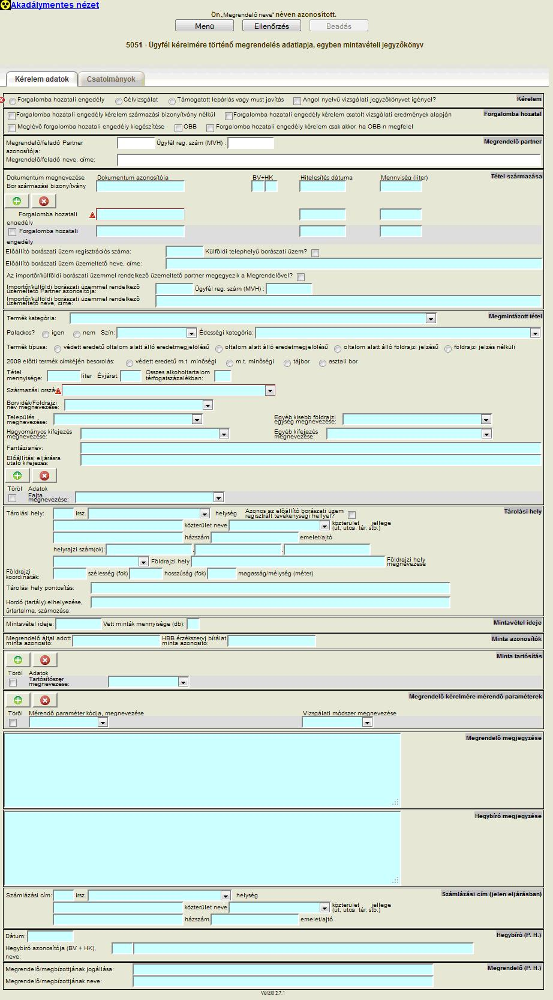 Akadálymentes nézet
Ön „Megrendelő neve” néven azonosított.
Menü Ellenőrzés Beadás
5051 - Ügyfél kérelmére történő megrendelés adatlapja, egyben mintavételi jegyzőkönyv
Kérelem adatok Csatolmányok
Forgalomba hozatali engedély Célvizsgálat Támogatott lepárlás vagy must javítás Angol nyelvű vizsgálati jegyzőkönyvet igényel? Kérelem
Forgalomba hozatali engedély kérelem származási bizonyítvány nélkül Forgalomba hozatali engedély kérelem csatolt vizsgálati eredmények alapján Forgalomba hozatal
Meglévő forgalomba hozatali engedély kiegészítése OBB Forgalomba hozatali engedély kérelem csak akkor, ha OBB-n megfelel
Megrendelő/feladó Partner azonosítója: Ügyfél reg. szám (MVH) : Megrendelő partner
Megrendelő/feladó neve, címe:
Tétel származása
Dokumentum megnevezése Dokumentum azonosítója BV+HK Hitelesítés dátuma Mennyiség (liter)
Bor származási bizonyítvány
Forgalomba hozatali engedély
Forgalomba hozatali engedély
Előállító borászati üzem regisztrációs száma: Külföldi telephelyű borászati üzem?
Előállító borászati üzem üzemeltető neve, címe:
Az importőr/külföldi borászati üzemmel rendelkező üzemeltető partner megegyezik a Megrendelővel?
Importőr/külföldi borászati üzemmel rendelkező üzemeltető Partner azonosítója: Ügyfél reg. szám (MVH) :
Importőr/külföldi borászati üzemmel rendelkező üzemeltető neve, címe:
Termék kategória: Megmintázott tétel
Palackos? igen nem Szín: Édességi kategória:
Termék típusa: védett eredetű oltalom alatt álló eredetmegjelölésű oltalom alatt álló eredetmegjelölésű oltalom alatt álló földrajzi jelzésű földrajzi jelzés nélküli
2009 előtti termék címkéjén besorolás: védett eredetű m.t. minőségi m.t. minőségi tájbor asztali bor
Tétel mennyisége: liter Évjárat: Összes alkoholtartalom térfogatszázalékban:
Származási orszá
Borvidék/Földrajzi név megnevezése:
Település megnevezése: Egyéb kisebb földrajzi egység megnevezése:
Hagyományos kifejezés megnevezése: Egyéb kifejezés megnevezése:
Fantázianév:
Előállítási eljárásra utaló kifejezés:
Töröl Adatok
Fajta megnevezése:
Tárolási hely: irsz. helység Azonos az előállító borászati üzem regisztrált tevékenységi hellyel? Tárolási hely
közterület neve közterület jellege (út, utca, tér, stb.)
házszám emelet/ajtó
helyrajzi szám(ok): , ,
Földrajzi hely Földrajzi hely megnevezése
Földrajzi koordináták: szélesség (fok) hosszúság (fok) magasság/mélység (méter)
Tárolási hely pontosítás:
Hordó (tartály) elhelyezése, űrtartalma, számozása:
Mintavétel ideje: Vett minták mennyisége (db): Mintavétel ideje
Megrendelő által adott minta azonosító: HBB érzékszervi bírálat minta azonosító: Minta azonosítók
Minta tartósítás
Töröl Adatok
Tartósítószer megnevezése:
Megrendelő kérelmére mérendő paraméterek
Töröl Mérendő paraméter kódja, megnevezése Vizsgálati módszer megnevezése
Megrendelő megjegyzése
Hegybíró megjegyzése
Számlázási cím: irsz. helység Számlázási cím (jelen eljárásban)
közterület neve közterület jellege (út, utca, tér, stb.)
házszám emelet/ajtó
Dátum: Hegybíró (P. H.)
Hegybíró azonosítója (BV + HK), neve:
Megrendelő/megbízottjának jogállása: Megrendelő (P. H.)
Megrendelő/megbízottjának neve:
Verzió 2.7.1